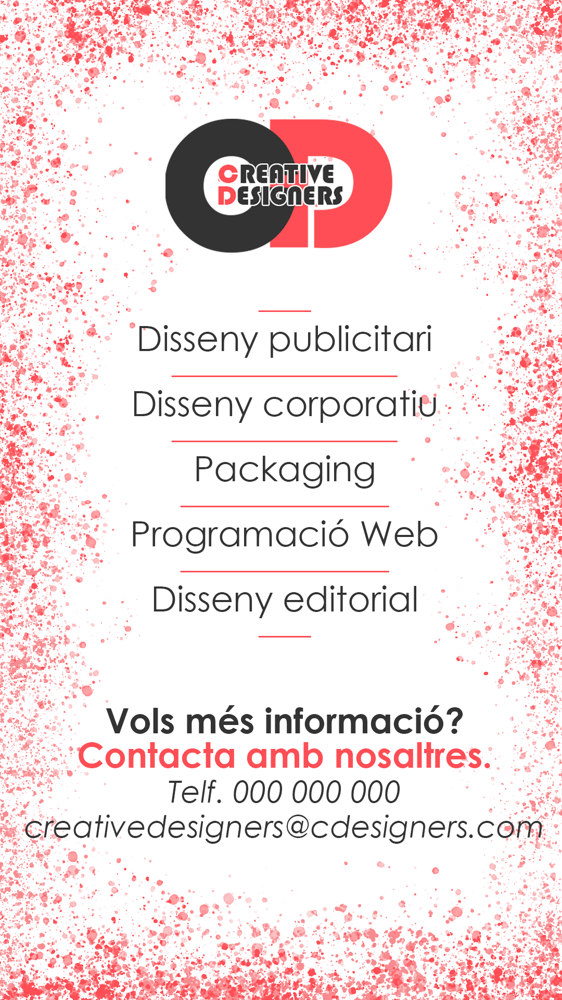 CREATIVE
DESIGNERS
Disseny publicitari
Disseny corporatiu
Packaging
Programació Web
Disseny editorial
Vols més informació?
Contacta amb nosaltres.
Telf. 000 000 000
creativedesigners@cdesigners.com